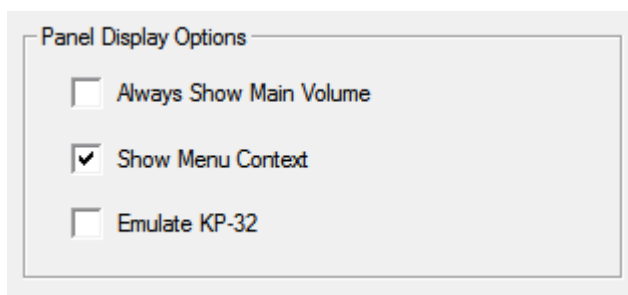 Panel Display Options
Always Show Main Volume
Show Menu Context
Emulate KP-32